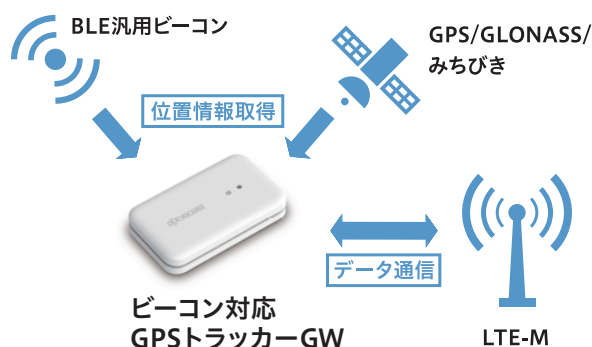 BLE汎用ビーコン
GPS/GLONASS/
みちびき
位置情報取得
KYOCERA
データ通信
ビーコン対応
GPSトラッカーGW
LTE-M